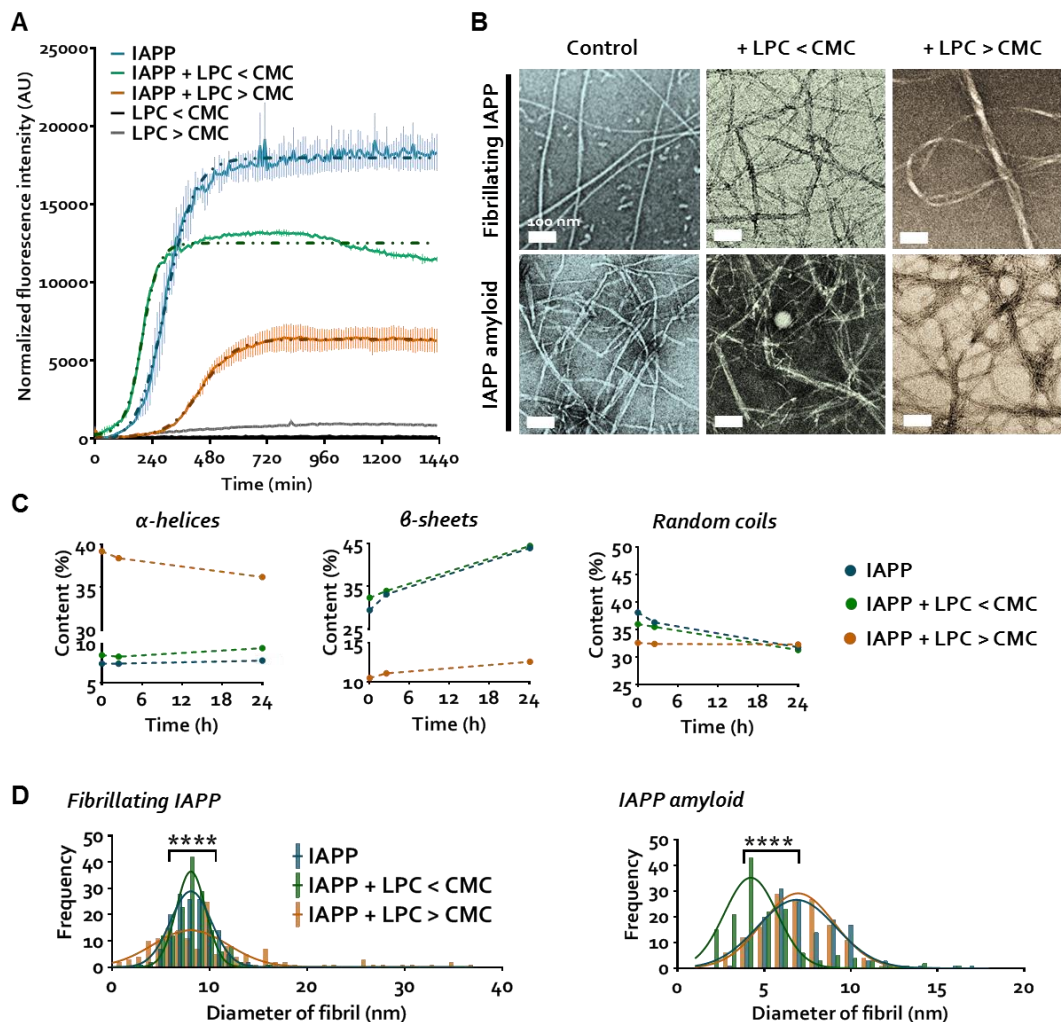 A
25000
20000
15000
10000
5000
0
Normalized fluorescence intensity (AU)
IAPP
IAPP + LPC < CMC
IAPP + LPC > CMC
LPC < CMC
LPC > CMC
0 240 480 720 960 1200 1440
Time (min)
B
Control
+ LPC < CMC
+ LPC > CMC
Fibrillating IAPP
100 nm
IAPP amyloid
C
α-helices
Content (%)
40
30
10
5
0 6 12 18 24
Time (h)
β-sheets
Content (%)
45
35
25
15
10
0 6 12 18 24
Time (h)
Random coils
Content (%)
50
45
40
35
30
25
0 6 12 18 24
Time (h)
IAPP
IAPP + LPC < CMC
IAPP + LPC > CMC
D
Fibrillating IAPP
Frequency
50
40
30
20
10
0
****
IAPP
IAPP + LPC < CMC
IAPP + LPC > CMC
0 10 20 30 40
Diameter of fibril (nm)
IAPP amyloid
Frequency
50
40
30
20
10
0
****
0 5 10 15 20
Diameter of fibril (nm)